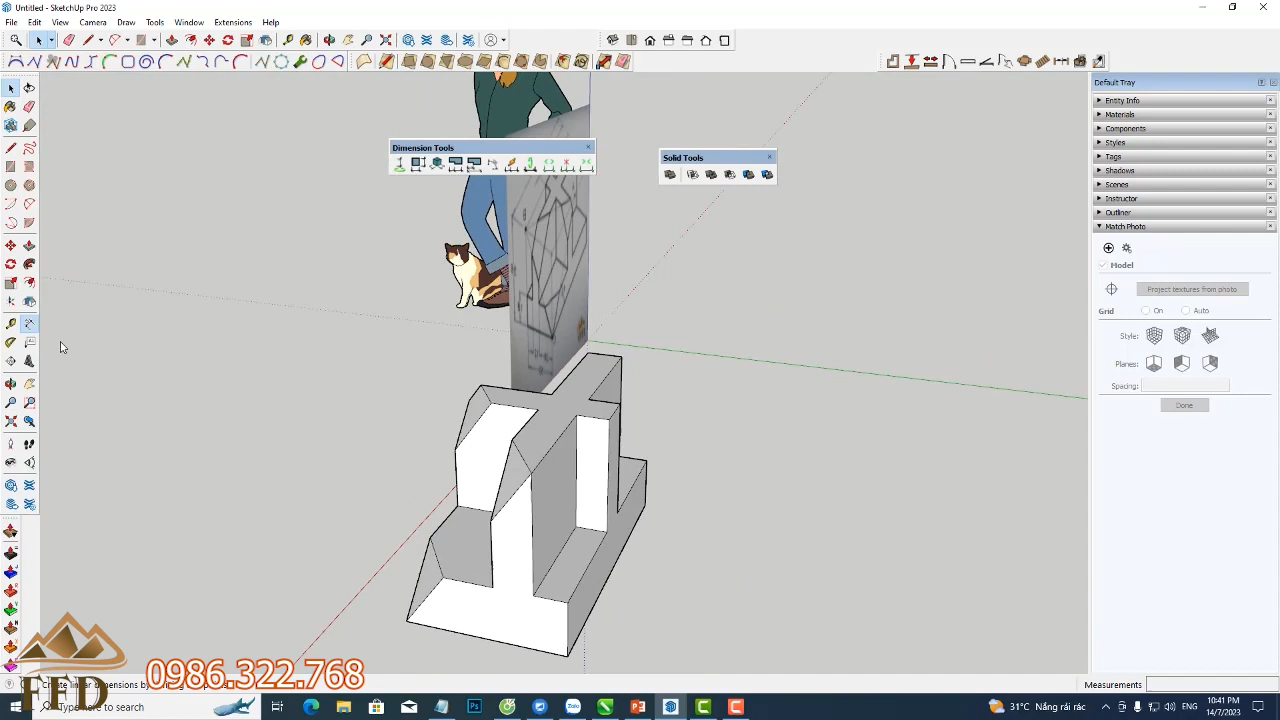 Untitled - SketchUp Pro 2023
File Edit View Camera Draw Tools Window Extensions Help
Dimension Tools
Solid Tools
Default Tray
Entity Info
Materials
Components
Styles
Tags
Shadows
Scenes
Instructor
Outliner
Match Photo
Model
Project textures from photo
Grid On Auto
Style:
Planes:
Spacing:
Done
FFD
0986.322.768
Measurements
here to search
31°C Nắng rải rác
10:41 PM
14/7/2023